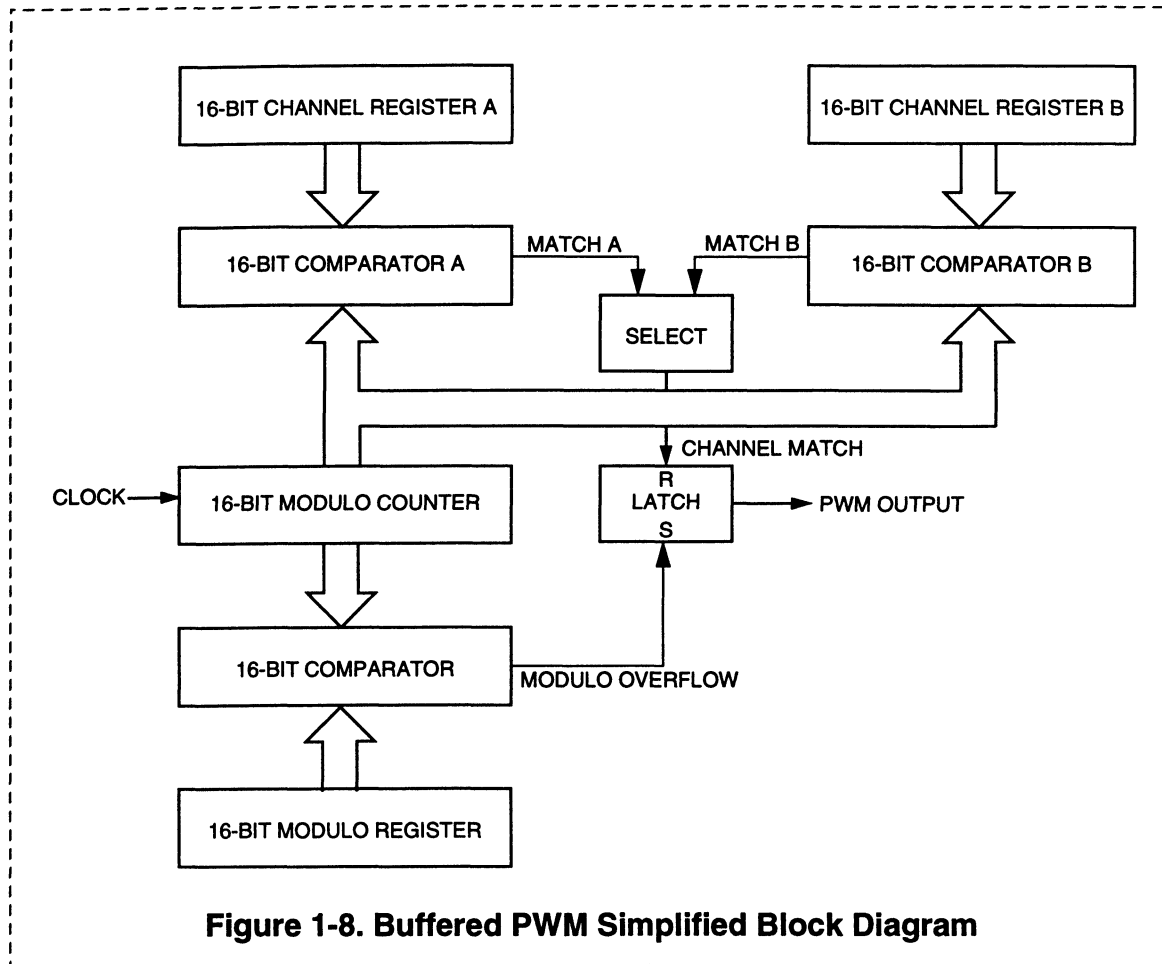 16-BIT CHANNEL REGISTER A
16-BIT CHANNEL REGISTER B
16-BIT COMPARATOR A
MATCH A
MATCH B
16-BIT COMPARATOR B
SELECT
CHANNEL MATCH
CLOCK
16-BIT MODULO COUNTER
R
LATCH
S
PWM OUTPUT
16-BIT COMPARATOR
MODULO OVERFLOW
16-BIT MODULO REGISTER
Figure 1-8. Buffered PWM Simplified Block Diagram